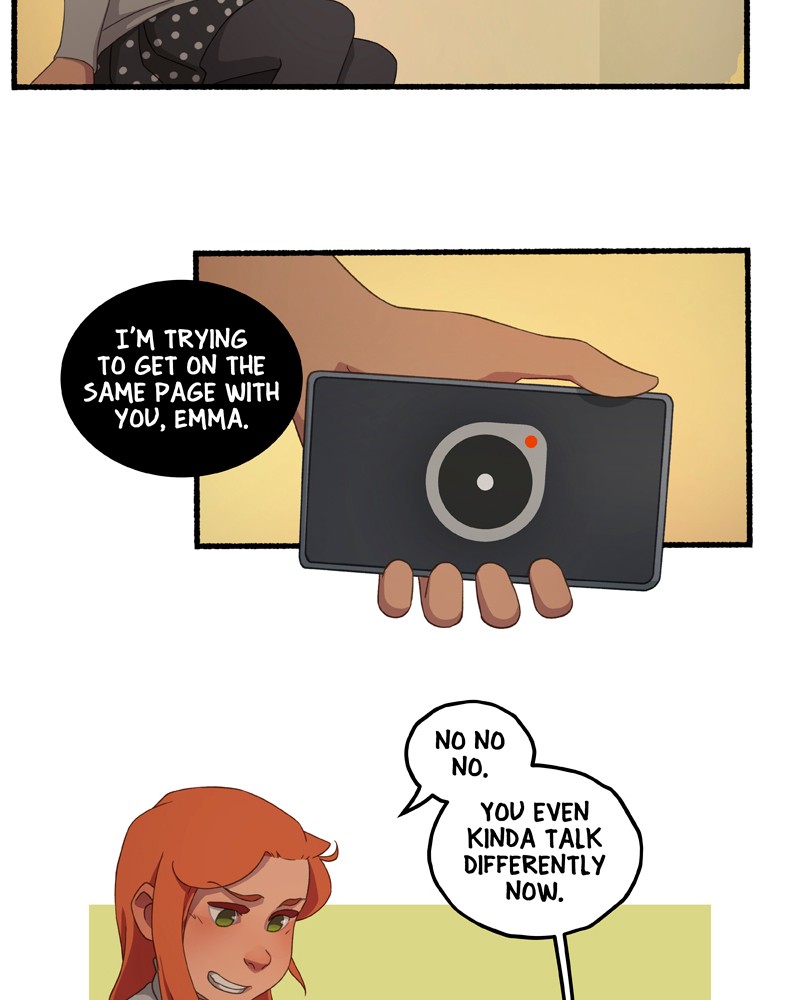 I'M TRYING
TO GET ON THE
SAME PAGE WITH
YOU, EMMA.
NO NO
NO.
YOU EVEN
KINDA TALK
DIFFERENTLY
NOW.